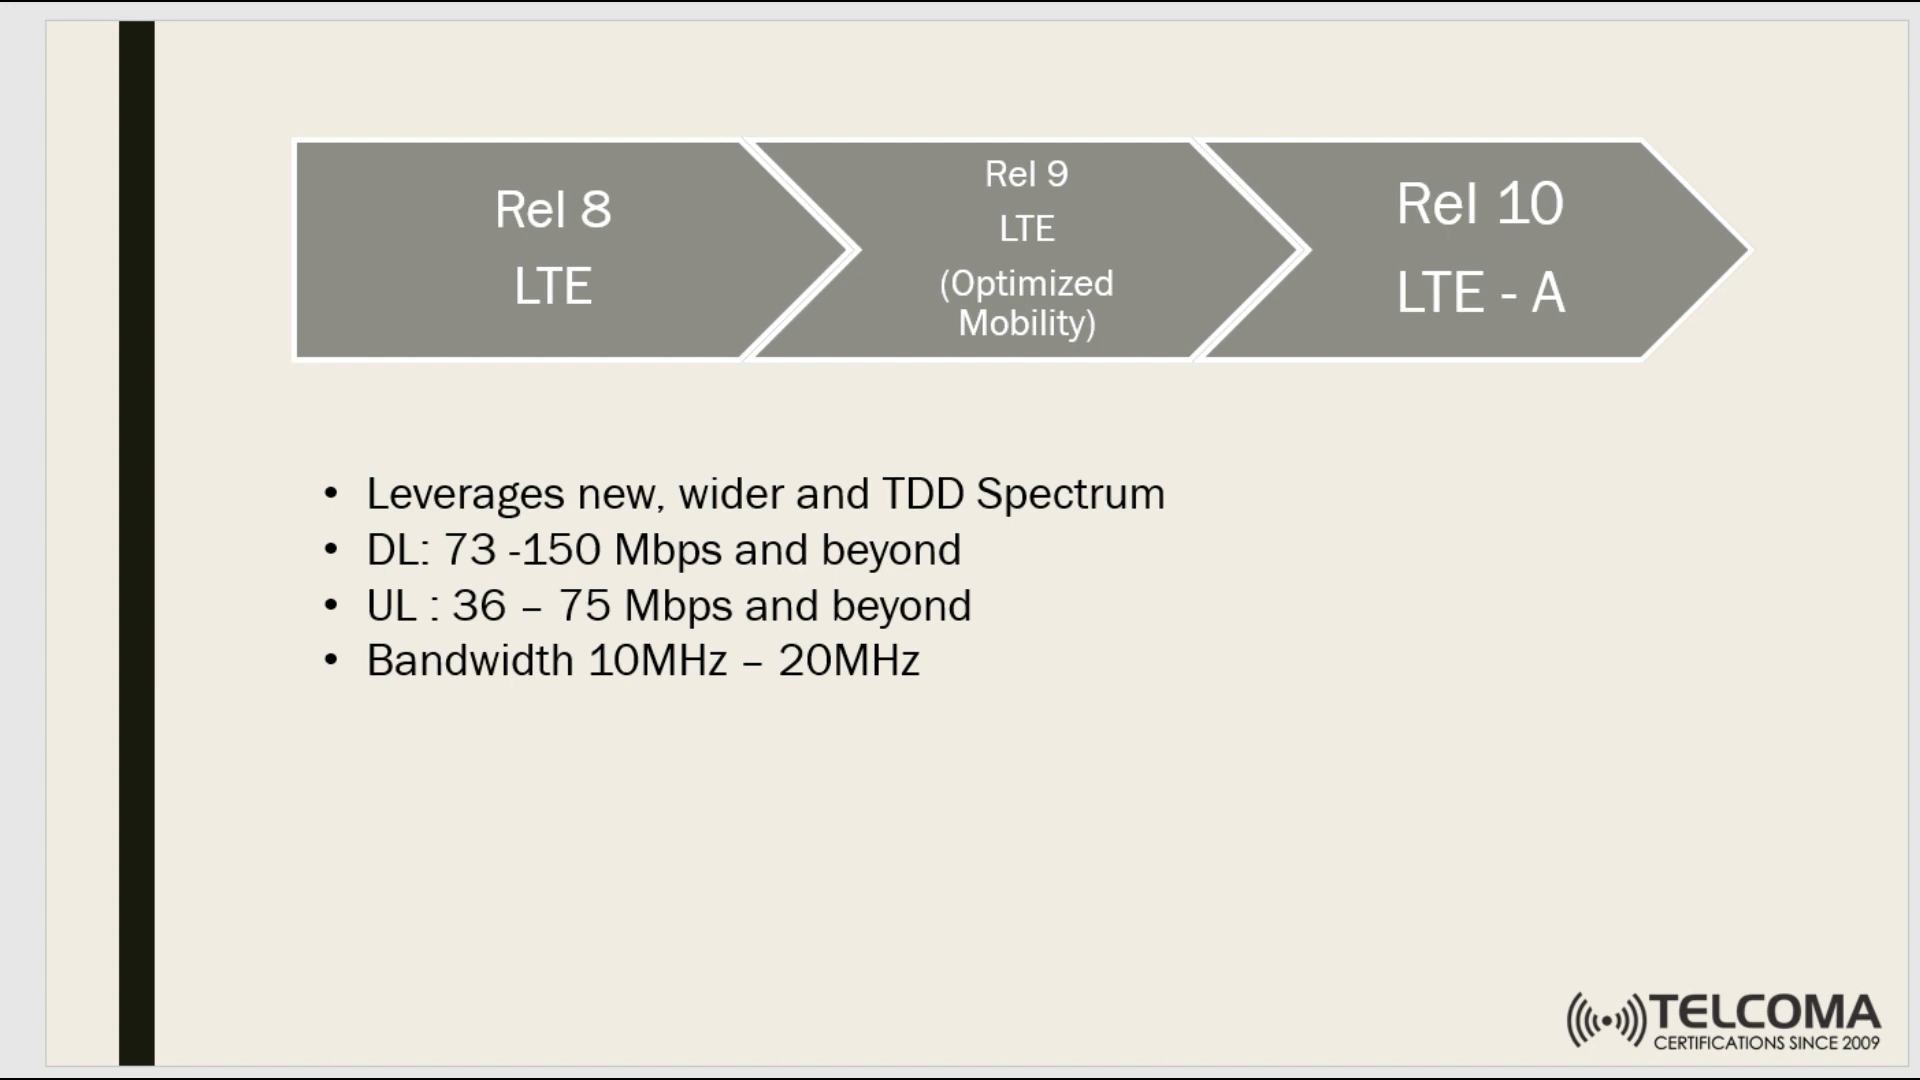 Rel 8
LTE
Rel 9
LTE
(Optimized
Mobility)
Rel 10
LTE - A
• Leverages new, wider and TDD Spectrum
• DL: 73 -150 Mbps and beyond
• UL : 36 – 75 Mbps and beyond
• Bandwidth 10MHz – 20MHz
TELCOMA
CERTIFICATIONS SINCE 2009